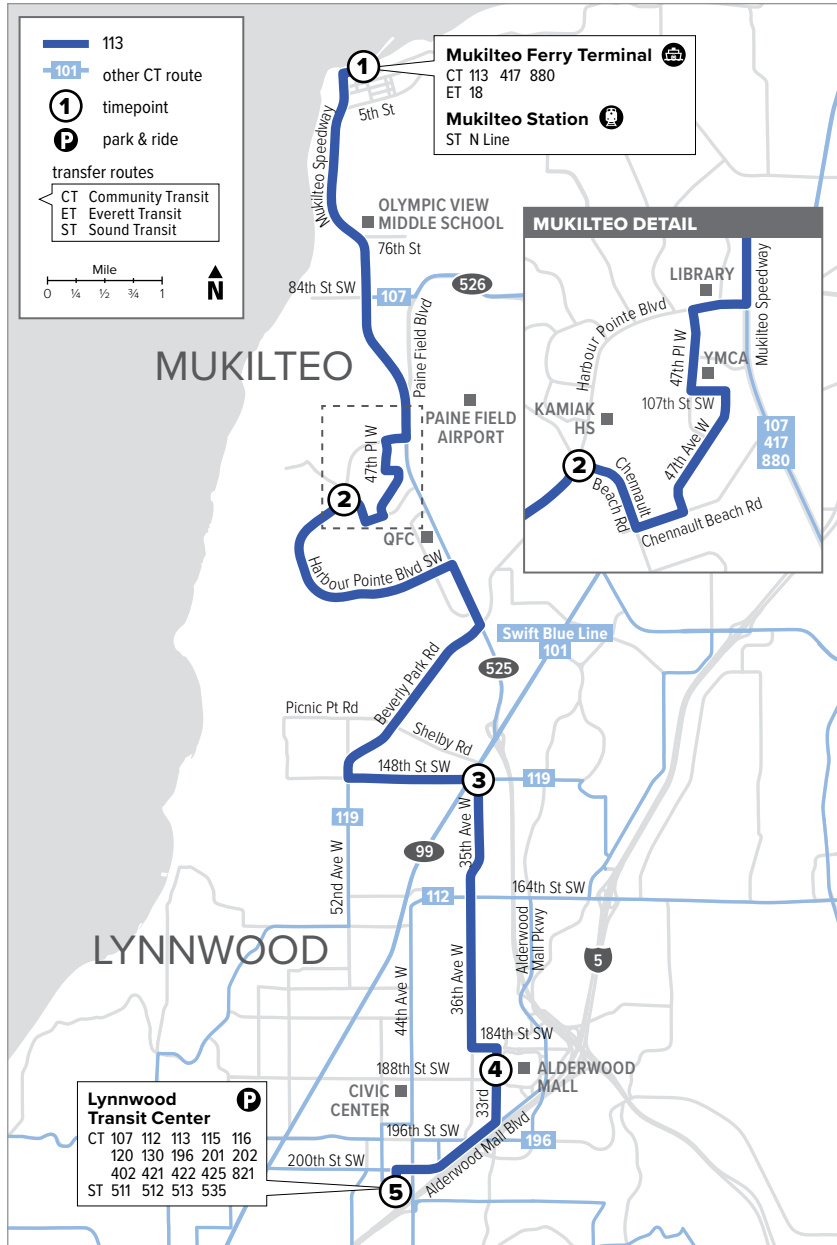 113
101
other CT route
1
timepoint
P
park & ride
transfer routes
CT Community Transit
ET Everett Transit
ST Sound Transit
Mile
0 ¼ ½ ¾ 1
N
1
Mukilteo Ferry Terminal
CT 113 417 880
ET 18
Mukilteo Station
ST N Line
5th St
Mukilteo Speedway
OLYMPIC VIEW
MIDDLE SCHOOL
76th St
84th St SW
107
526
Paine Field Blvd
MUKILTEO
PAINE FIELD
AIRPORT
47th Pl W
2
QFC
Harbour Pointe Blvd SW
MUKILTEO DETAIL
LIBRARY
Mukilteo Speedway
Harbour Pointe Blvd
47th Pl W
YMCA
107th St SW
KAMIAK
HS
107
417
880
47th Ave W
2
Chennault
Beach Rd
Chennault Beach Rd
Swift Blue Line
101
525
Beverly Park Rd
Picnic Pt Rd
Shelby Rd
148th St SW
3
119
119
35th Ave W
99
52nd Ave W
112
164th St SW
Alderwood
Mall Pkwy
LYNNWOOD
5
36th Ave W
44th Ave W
184th St SW
188th St SW
4
ALDERWOOD
MALL
CIVIC
CENTER
33rd
196th St SW
196
Alderwood Mall Blvd
200th St SW
5
Lynnwood
Transit Center
P
CT 107 112 113 115 116
120 130 196 201 202
402 421 422 425 821
ST 511 512 513 535